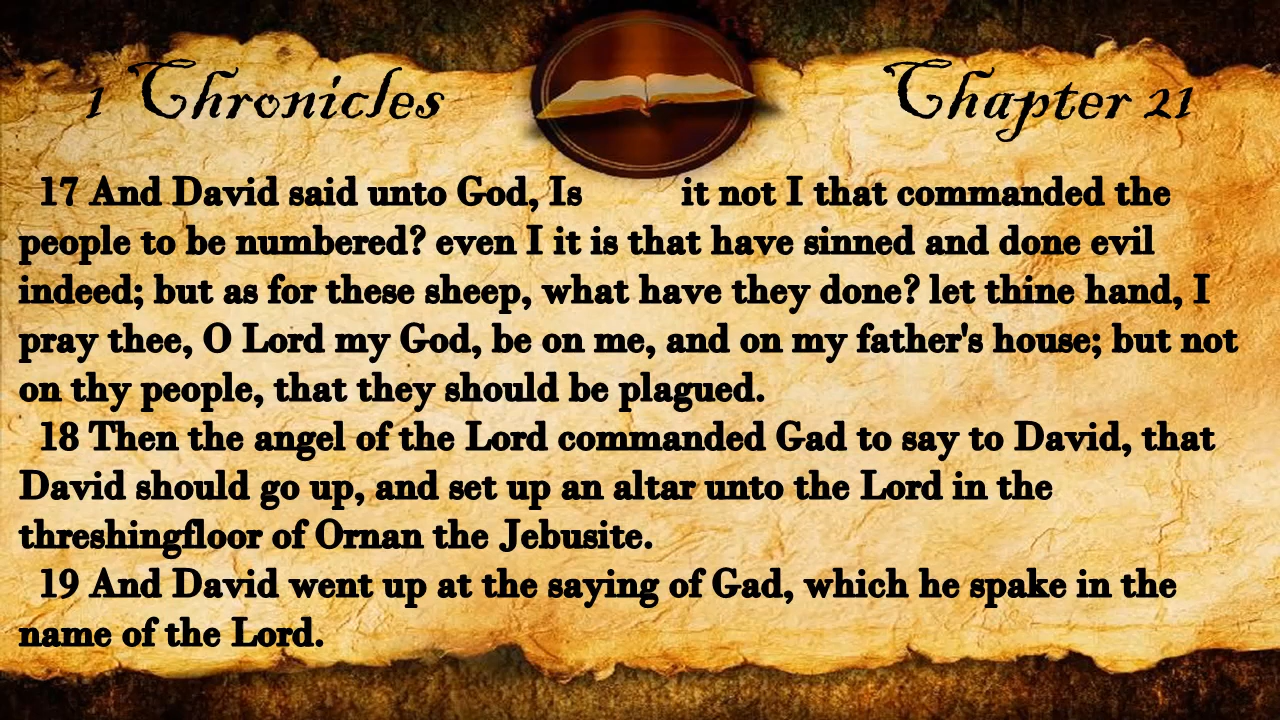 1 Chronicles Chapter 21
17 And David said unto God, Is it not I that commanded the
people to be numbered? even I it is that have sinned and done evil
indeed; but as for these sheep, what have they done? let thine hand, I
pray thee, O Lord my God, be on me, and on my father's house; but not
on thy people, that they should be plagued.
18 Then the angel of the Lord commanded Gad to say to David, that
David should go up, and set up an altar unto the Lord in the
threshingfloor of Ornan the Jebusite.
19 And David went up at the saying of Gad, which he spake in the
name of the Lord.